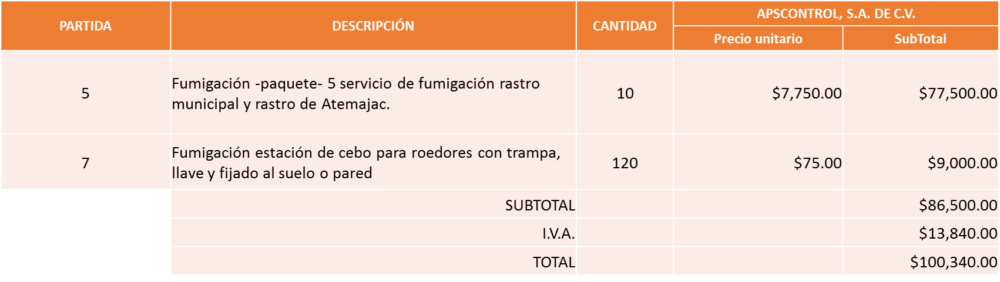 PARTIDA DESCRIPCIÓN CANTIDAD APSCONTROL, S.A. DE C.V.
Precio unitario SubTotal
5 Fumigación -paquete- 5 servicio de fumigación rastro
municipal y rastro de Atemajac. 10 $7,750.00 $77,500.00
7 Fumigación estación de cebo para roedores con trampa,
llave y fijado al suelo o pared 120 $75.00 $9,000.00
SUBTOTAL $86,500.00
I.V.A. $13,840.00
TOTAL $100,340.00